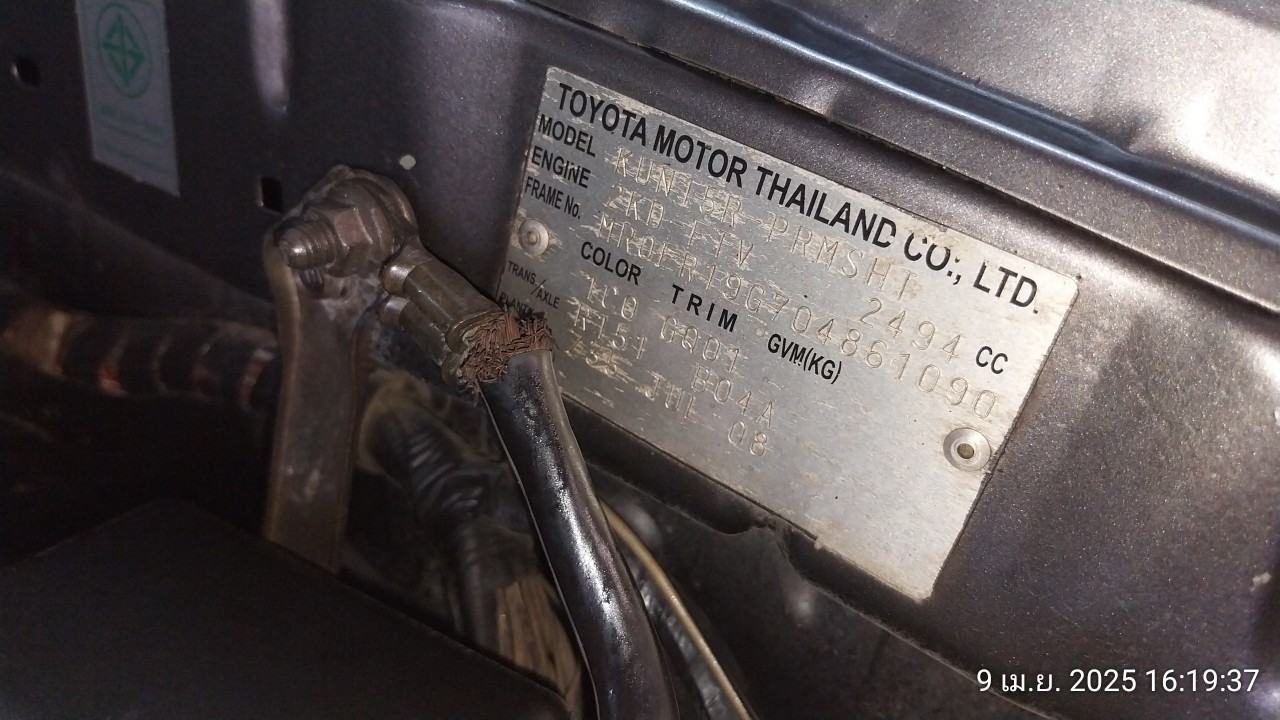 TOYOTA MOTOR THAILAND CO., LTD.
MODEL KUN15R-PRMSHT
ENGINE 2KD-FTV 2494 CC
FRAME No. MR0FR19G704861090
COLOR TRIM GVM(KG)
1E0
TRANS/AXLE R151 B04A
PLANT JUL 08
9 เม.ย. 2025 16:19:37